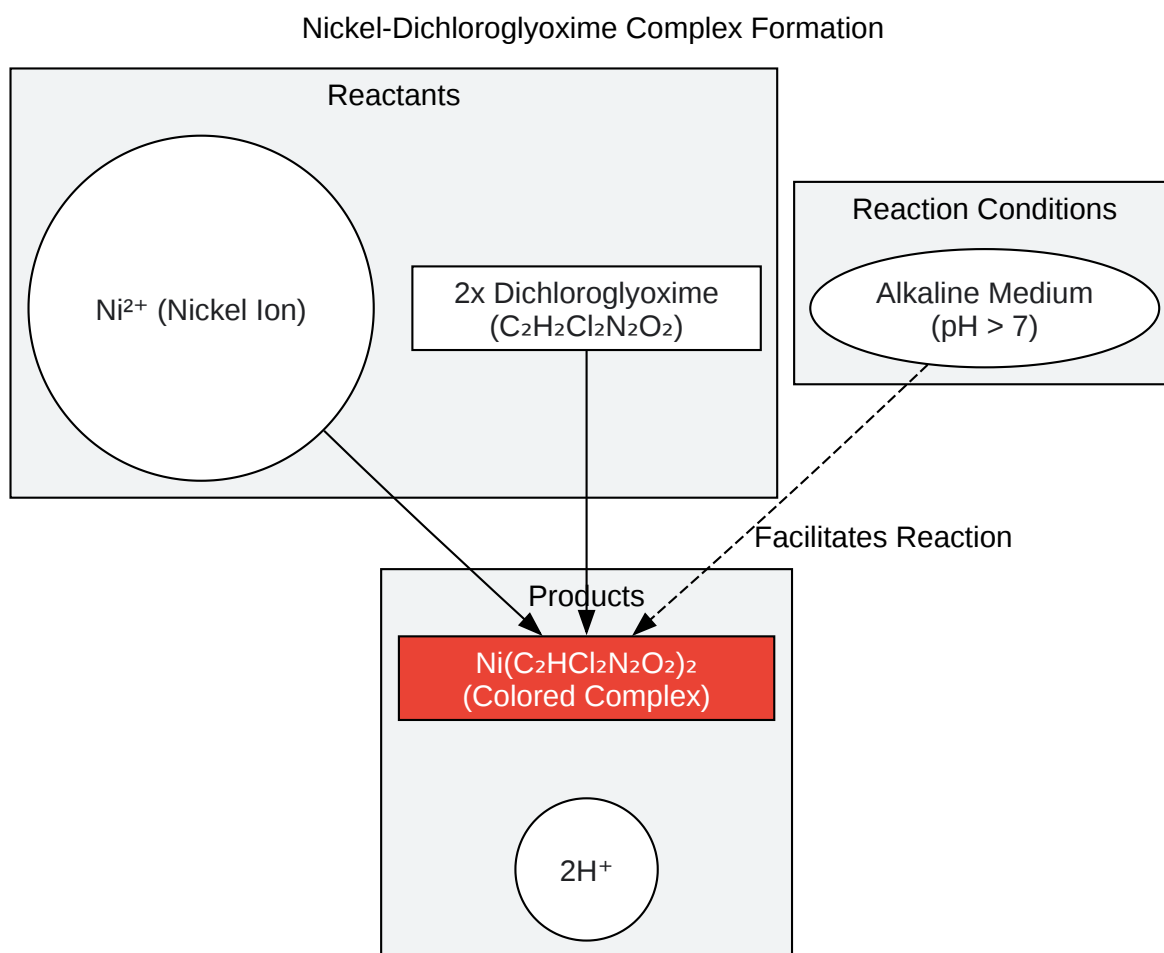 Nickel-Dichloroglyoxime Complex Formation
Reactants
Ni²⁺ (Nickel Ion)
2x Dichloroglyoxime
(C₂H₂Cl₂N₂O₂)
Reaction Conditions
Alkaline Medium
(pH > 7)
Facilitates Reaction
Products
Ni(C₂HCl₂N₂O₂)₂
(Colored Complex)
2H⁺